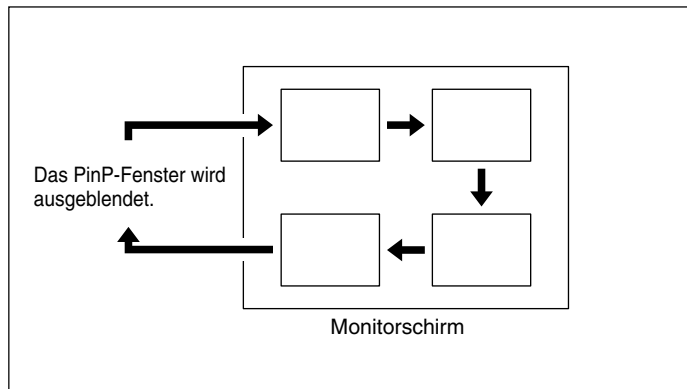 Das PinP-Fenster wird
ausgeblendet.
Monitorschirm